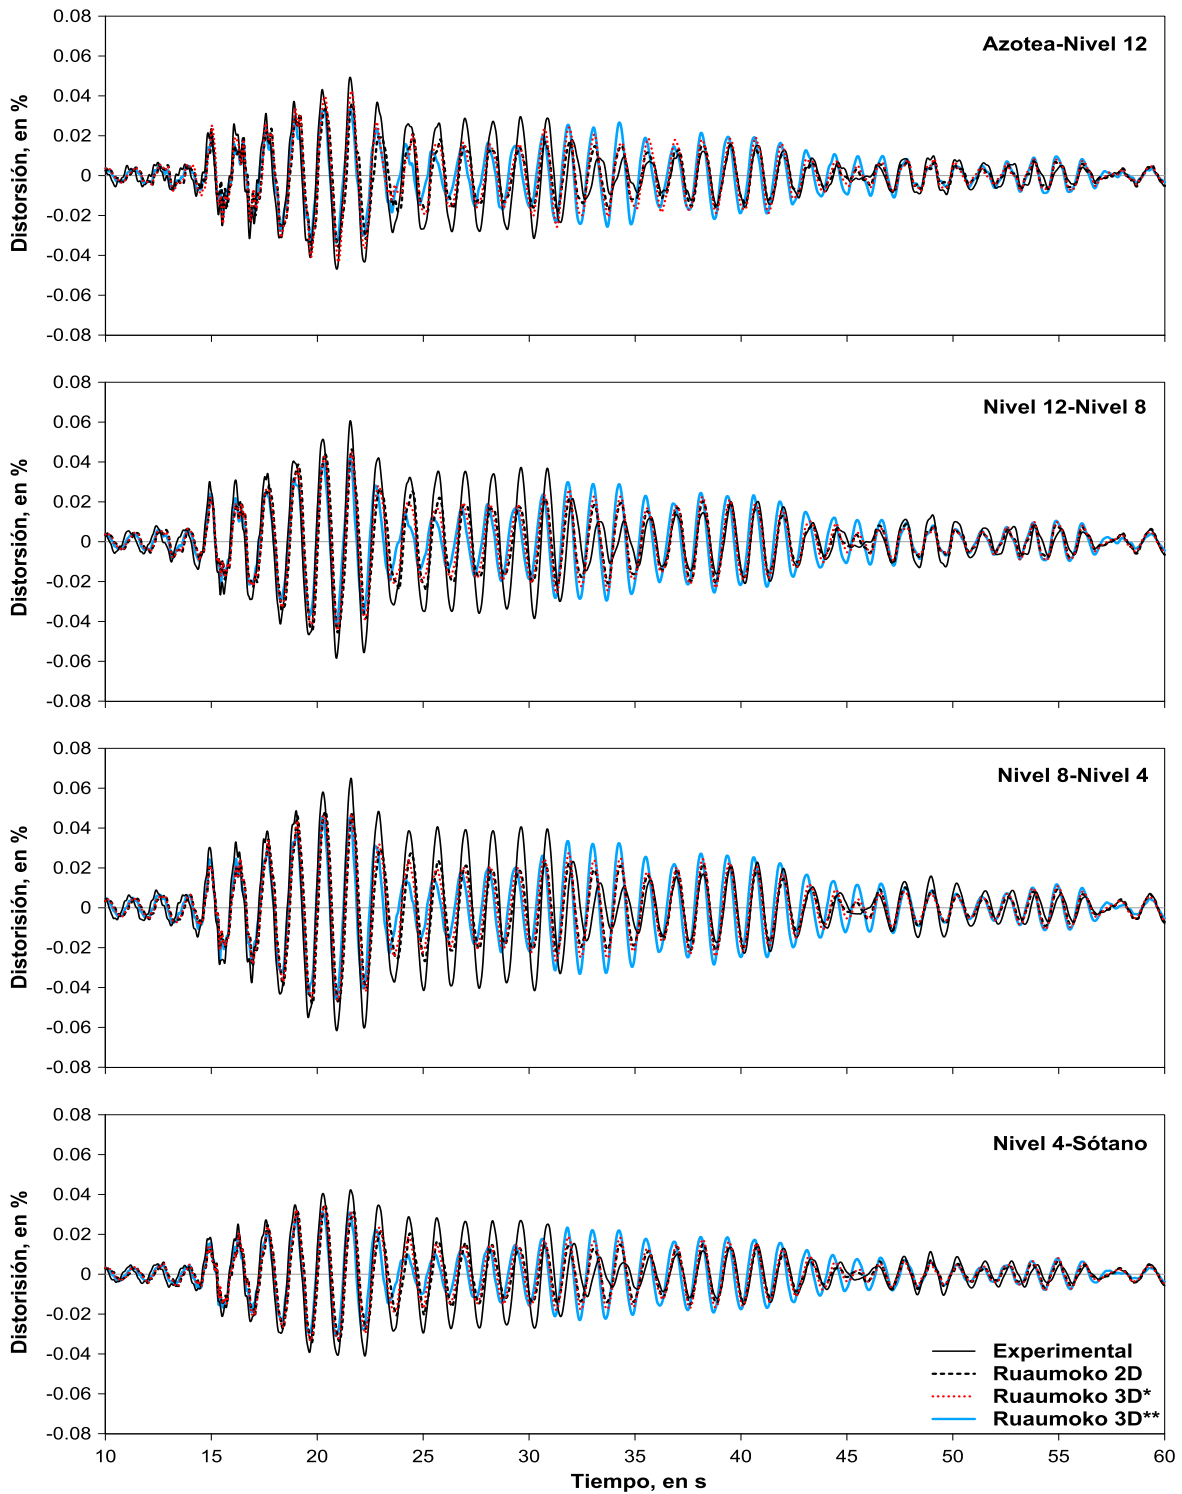 0.08
0.06
0.04
0.02
0
-0.02
-0.04
-0.06
-0.08
Distorsión, en %
Azotea-Nivel 12
0.08
0.06
0.04
0.02
0
-0.02
-0.04
-0.06
-0.08
Distorsión, en %
Nivel 12-Nivel 8
0.08
0.06
0.04
0.02
0
-0.02
-0.04
-0.06
-0.08
Distorisión, en %
Nivel 8-Nivel 4
0.08
0.06
0.04
0.02
0
-0.02
-0.04
-0.06
-0.08
Distorisión, en %
Nivel 4-Sótano
Experimental
Ruaumoko 2D
Ruaumoko 3D*
Ruaumoko 3D**
10 15 20 25 30 35 40 45 50 55 60
Tiempo, en s